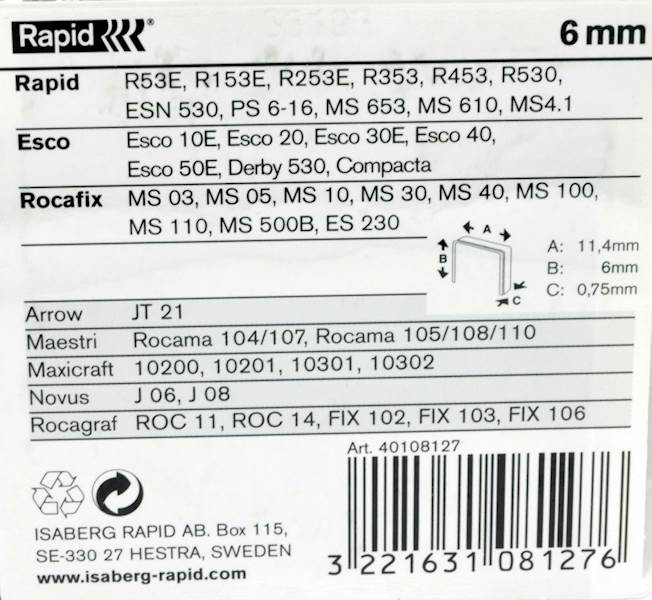 Rapid ® 6 mm
Rapid R53E, R153E, R253E, R353, R453, R530,
ESN 530, PS 6-16, MS 653, MS 610, MS4.1
Esco Esco 10E, Esco 20, Esco 30E, Esco 40,
Esco 50E, Derby 530, Compacta
Rocafix MS 03, MS 05, MS 10, MS 30, MS 40, MS 100,
MS 110, MS 500B, ES 230
A
B
C
A: 11,4mm
B: 6mm
C: 0,75mm
Arrow JT 21
Maestri Rocama 104/107, Rocama 105/108/110
Maxicraft 10200, 10201, 10301, 10302
Novus J 06, J 08
Rocagraf ROC 11, ROC 14, FIX 102, FIX 103, FIX 106
Art. 40108127
ISABERG RAPID AB. Box 115,
SE-330 27 HESTRA, SWEDEN
www.isaberg-rapid.com
3 221631 081276